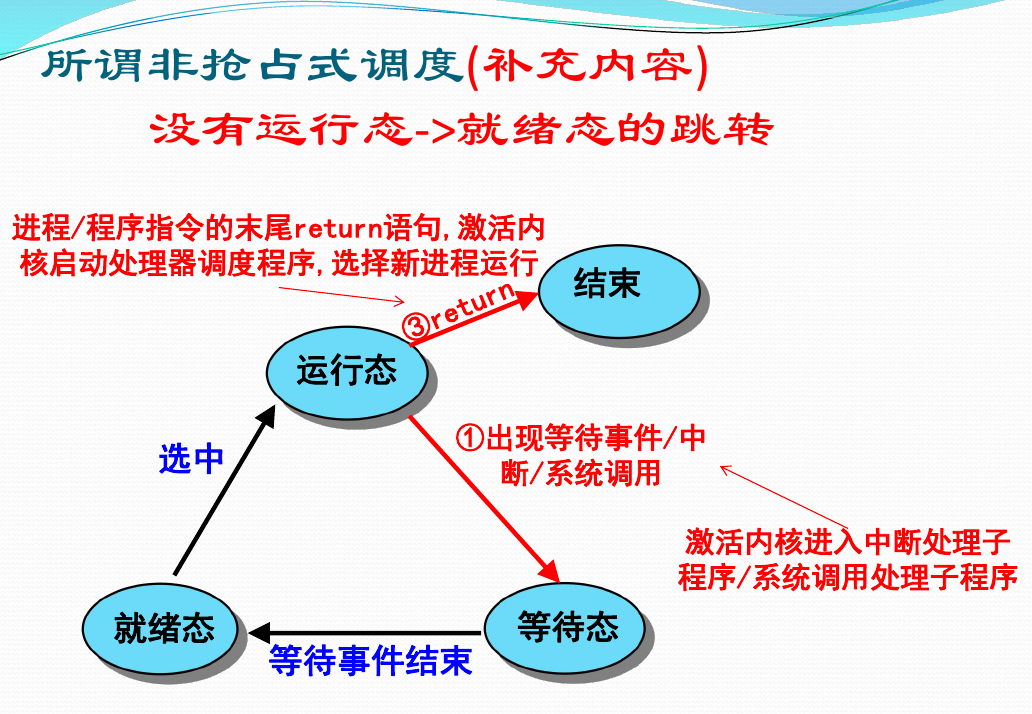 所谓非抢占式调度(补充内容)
没有运行态->就绪态的跳转
进程/程序指令的末尾return语句,激活内
核启动处理器调度程序,选择新进程运行
结束
③return
运行态
选中
①出现等待事件/中
断/系统调用
激活内核进入中断处理子
程序/系统调用处理子程序
就绪态
等待态
等待事件结束